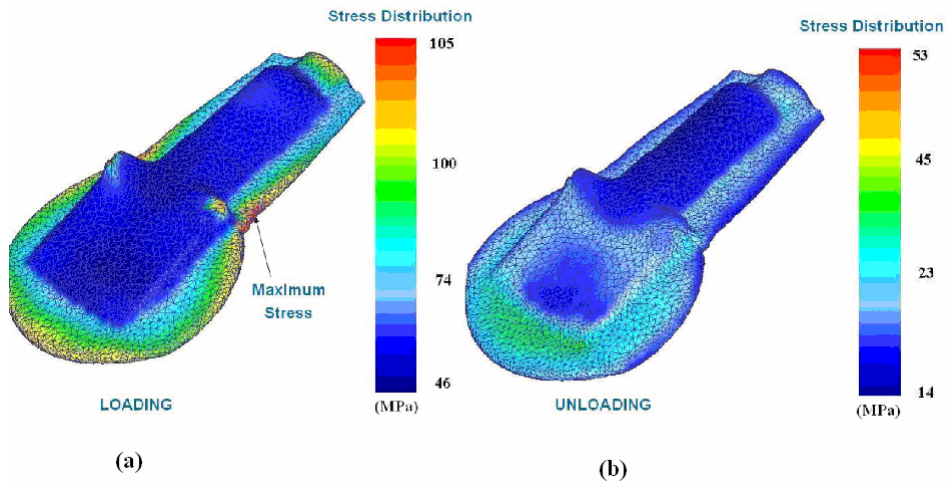 Stress Distribution
105
100
74
46
(MPa)
Maximum
Stress
LOADING
(a)
Stress Distribution
53
45
23
14
(MPa)
UNLOADING
(b)